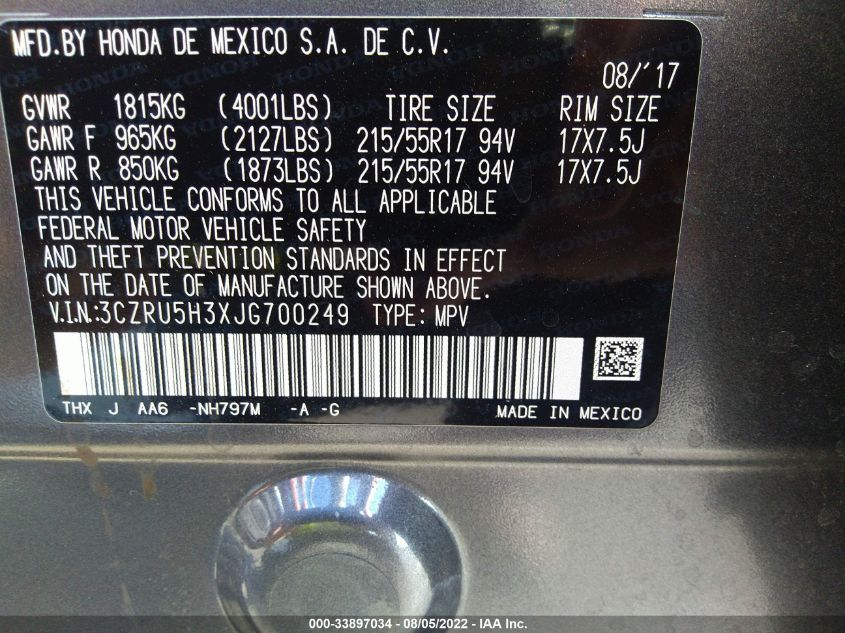 MFD.BY HONDA DE MEXICO S.A. DE C.V.
08/'17
GVWR 1815KG (4001LBS) TIRE SIZE RIM SIZE
GAWR F 965KG (2127LBS) 215/55R17 94V 17X7.5J
GAWR R 850KG (1873LBS) 215/55R17 94V 17X7.5J
THIS VEHICLE CONFORMS TO ALL APPLICABLE
FEDERAL MOTOR VEHICLE SAFETY
AND THEFT PREVENTION STANDARDS IN EFFECT
ON THE DATE OF MANUFACTURE SHOWN ABOVE.
V.I.N.:3CZRU5H3XJG700249 TYPE: MPV
THX J AA6 -NH797M -A -G MADE IN MEXICO
000-33897034 - 08/05/2022 - IAA Inc.